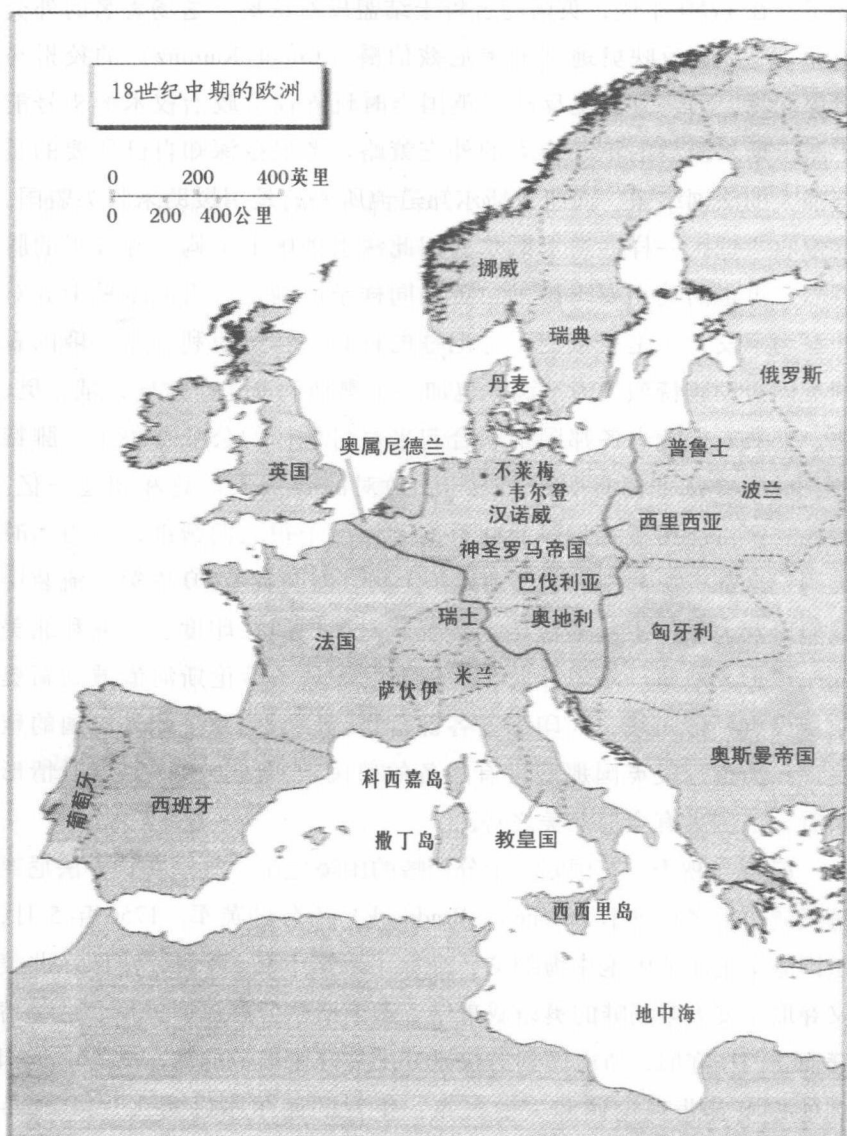 18世纪中期的欧洲
0 200 400英里
0 200 400公里
挪威
瑞典
丹麦
俄罗斯
奥属尼德兰
普鲁士
英国
不莱梅
韦尔登
波兰
汉诺威
西里西亚
神圣罗马帝国
巴伐利亚
瑞士
奥地利
法国
匈牙利
米兰
萨伏伊
奥斯曼帝国
科西嘉岛
葡萄牙
西班牙
撒丁岛
教皇国
西西里岛
地中海